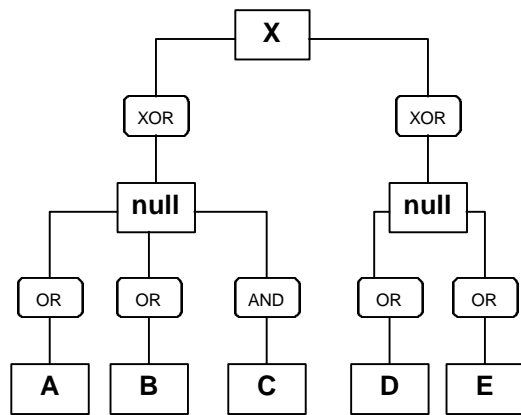 X
XOR XOR
null null
OR OR AND OR OR
A B C D E